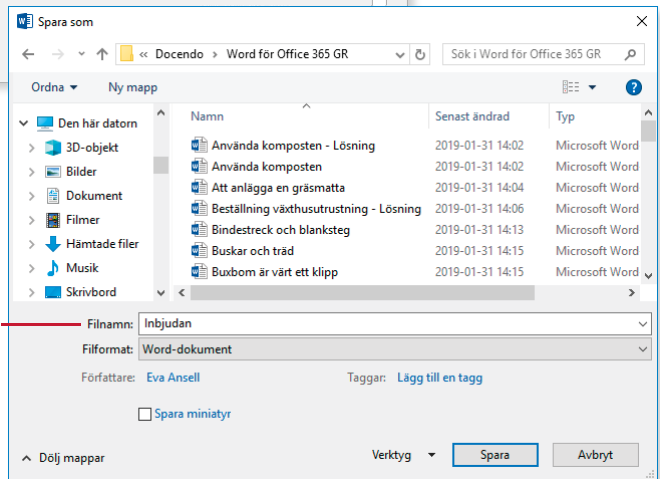 Spara som
« Docendo › Word för Office 365 GR
Sök i Word för Office 365 GR
Ordna Ny mapp
Den här datorn
3D-objekt
Bilder
Dokument
Filmer
Hämtade filer
Musik
Skrivbord
Namn Senast ändrad Typ
Använda komposten - Lösning 2019-01-31 14:02 Microsoft Word
Använda komposten 2019-01-31 14:02 Microsoft Word
Att anlägga en gräsmatta 2019-01-31 14:04 Microsoft Word
Beställning växthusutrustning - Lösning 2019-01-31 14:06 Microsoft Word
Bindestreck och blanksteg 2019-01-31 14:13 Microsoft Word
Buskar och träd 2019-01-31 14:15 Microsoft Word
Buxbom är värt ett klipp 2019-01-31 14:15 Microsoft Word
Filnamn: Inbjudan
Filformat: Word-dokument
Författare: Eva Ansell Taggar: Lägg till en tagg
Spara miniatyr
Dölj mappar Verktyg Spara Avbryt